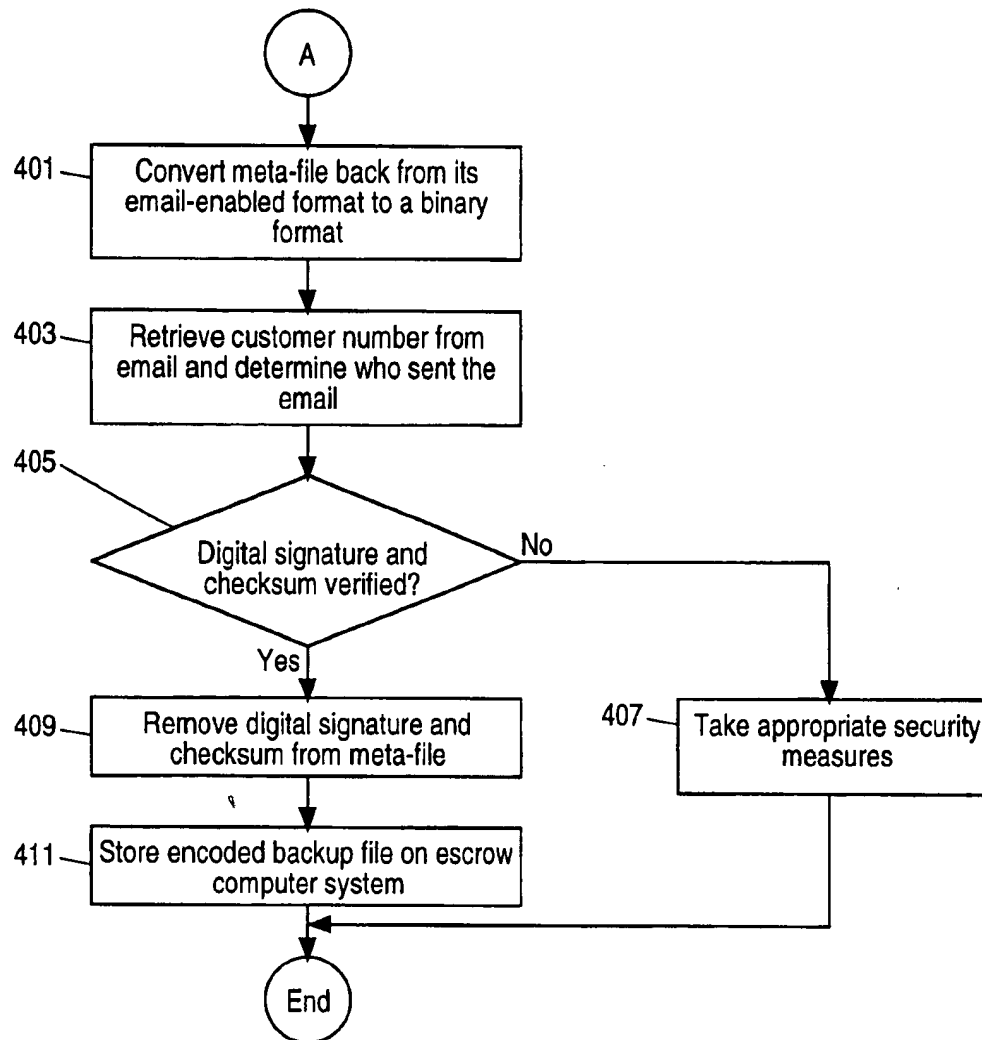 A
401
Convert meta-file back from its
email-enabled format to a binary
format
403
Retrieve customer number from
email and determine who sent the
email
405
Digital signature and
checksum verified?
No
Yes
409
Remove digital signature and
checksum from meta-file
407
Take appropriate security
measures
411
Store encoded backup file on escrow
computer system
End